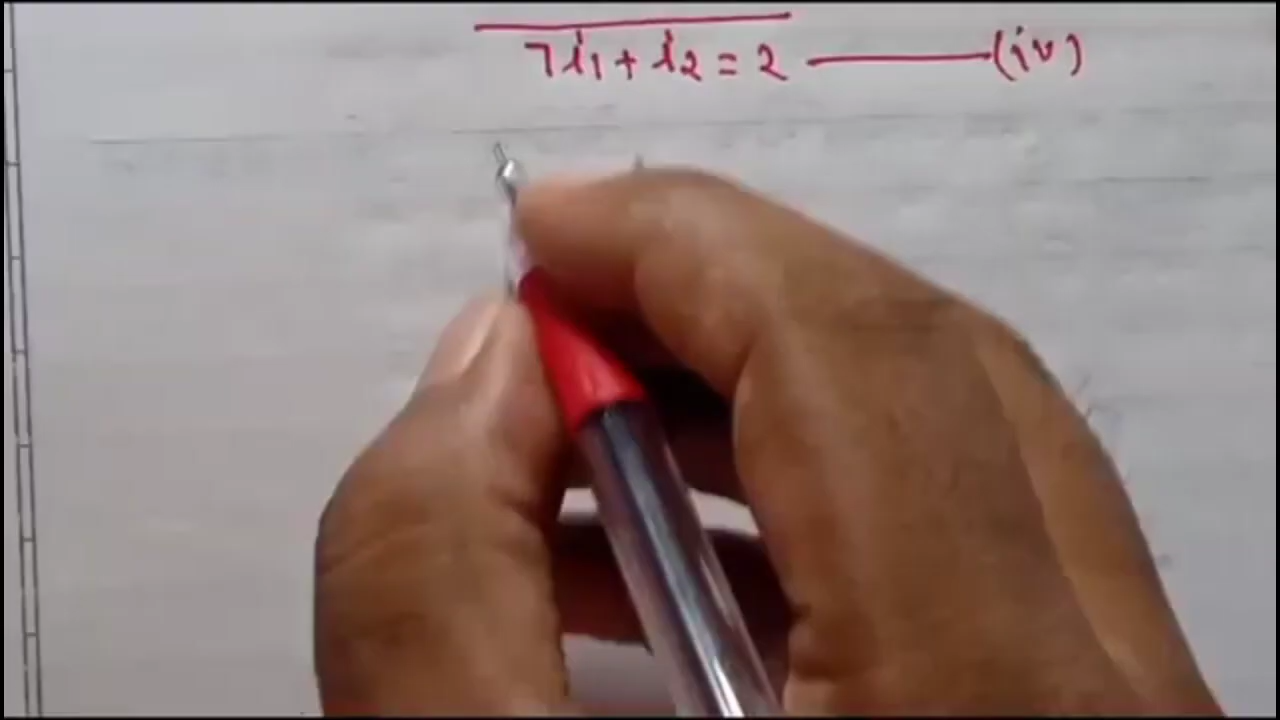 7i₁ + i₂ = 2 ———(iv)